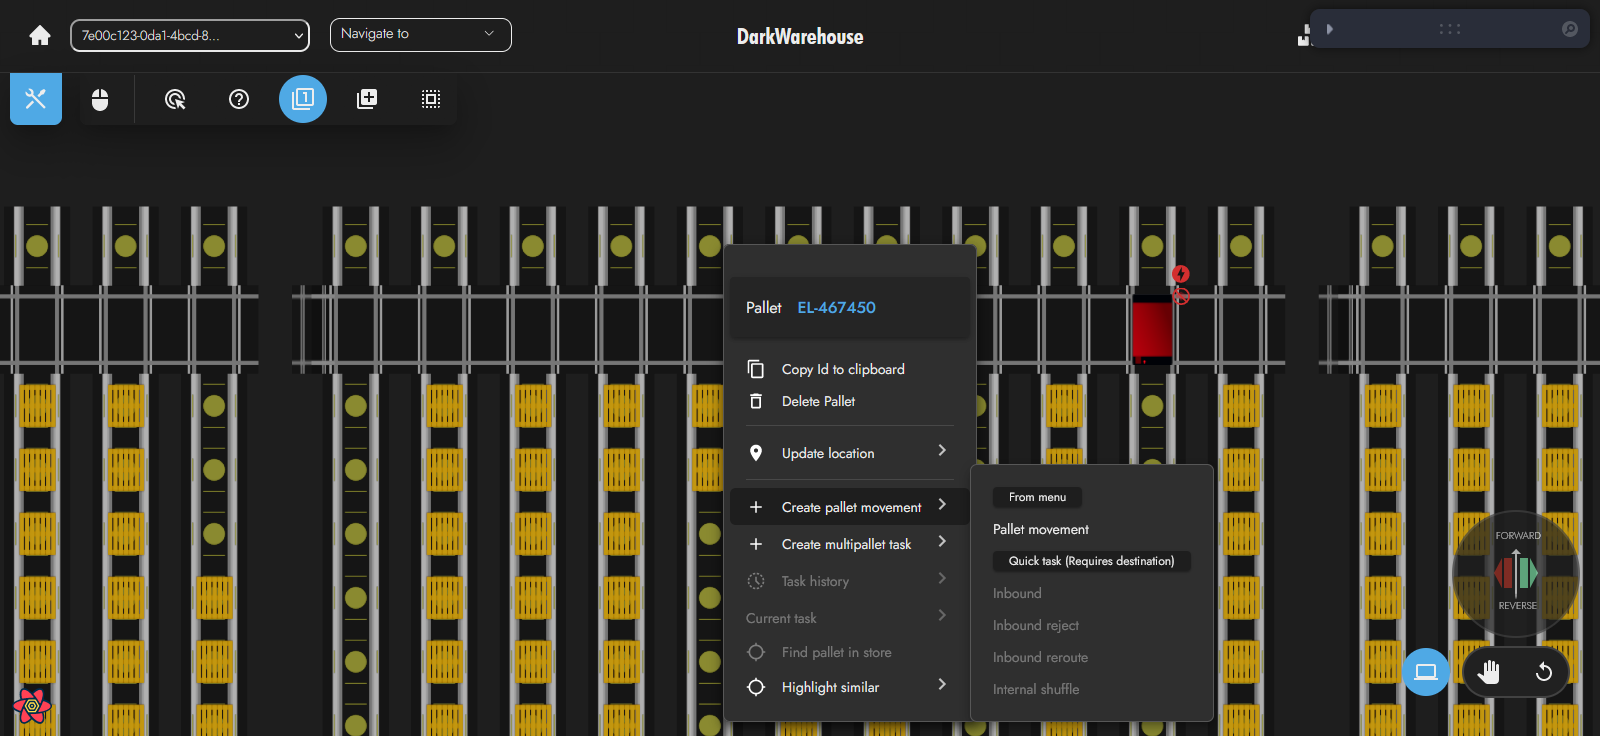 7e00c123-0da1-4bcd-8...
Navigate to
DarkWarehouse
1
Pallet EL-467450
Copy Id to clipboard
Delete Pallet
Update location
Create pallet movement
Create multipallet task
Task history
Current task
Find pallet in store
Highlight similar
From menu
Pallet movement
Quick task (Requires destination)
Inbound
Inbound reject
Inbound reroute
Internal shuffle
FORWARD
REVERSE